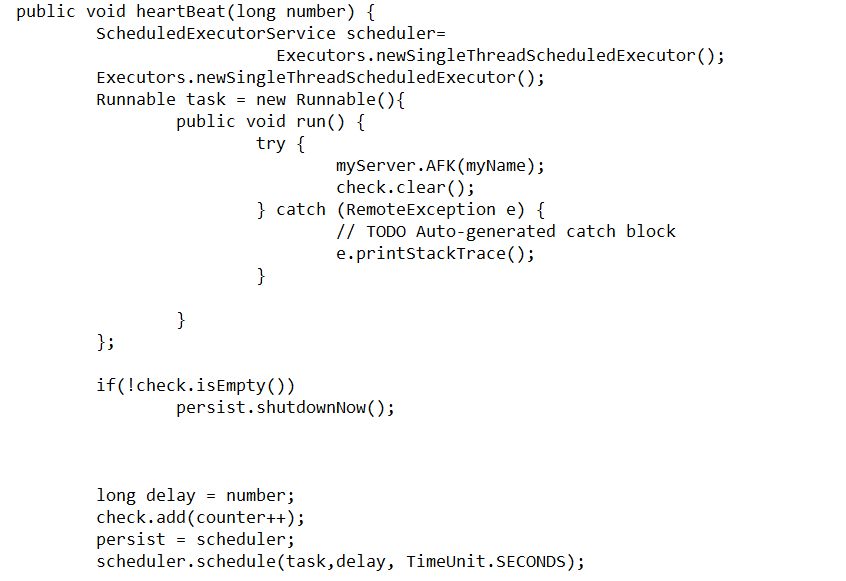 public void heartBeat(long number) {
ScheduledExecutorService scheduler=
Executors.newSingleThreadScheduledExecutor();
Executors.newSingleThreadScheduledExecutor();
Runnable task = new Runnable(){
public void run() {
try {
myServer.AFK(myName);
check.clear();
} catch (RemoteException e) {
// TODO Auto-generated catch block
e.printStackTrace();
}
}
};
if(!check.isEmpty())
persist.shutdownNow();
long delay = number;
check.add(counter++);
persist = scheduler;
scheduler.schedule(task,delay, TimeUnit.SECONDS);